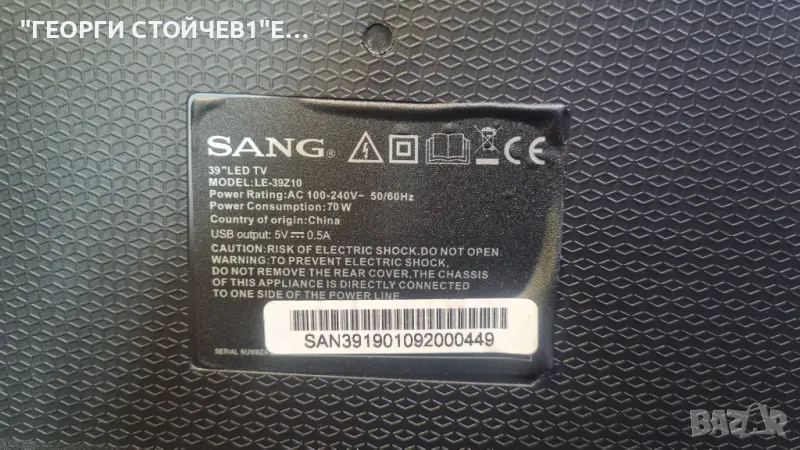 "ГЕОРГИ СТОЙЧЕВ1"Е...
SANG®
39"LED TV
MODEL:LE-39Z10
Power Rating:AC 100-240V~ 50/60Hz
Power Consumption:70W
Country of origin:China
USB output: 5V⎓0.5A
CAUTION:RISK OF ELECTRIC SHOCK.DO NOT OPEN.
WARNING:TO PREVENT ELECTRIC SHOCK,
DO NOT REMOVE THE REAR COVER,THE CHASSIS
OF THIS APPLIANCE IS DIRECTLY CONNECTED
TO ONE SIDE OF THE POWER LINE
SAN391901092000449
SERIAL NUMBER
BAZAR